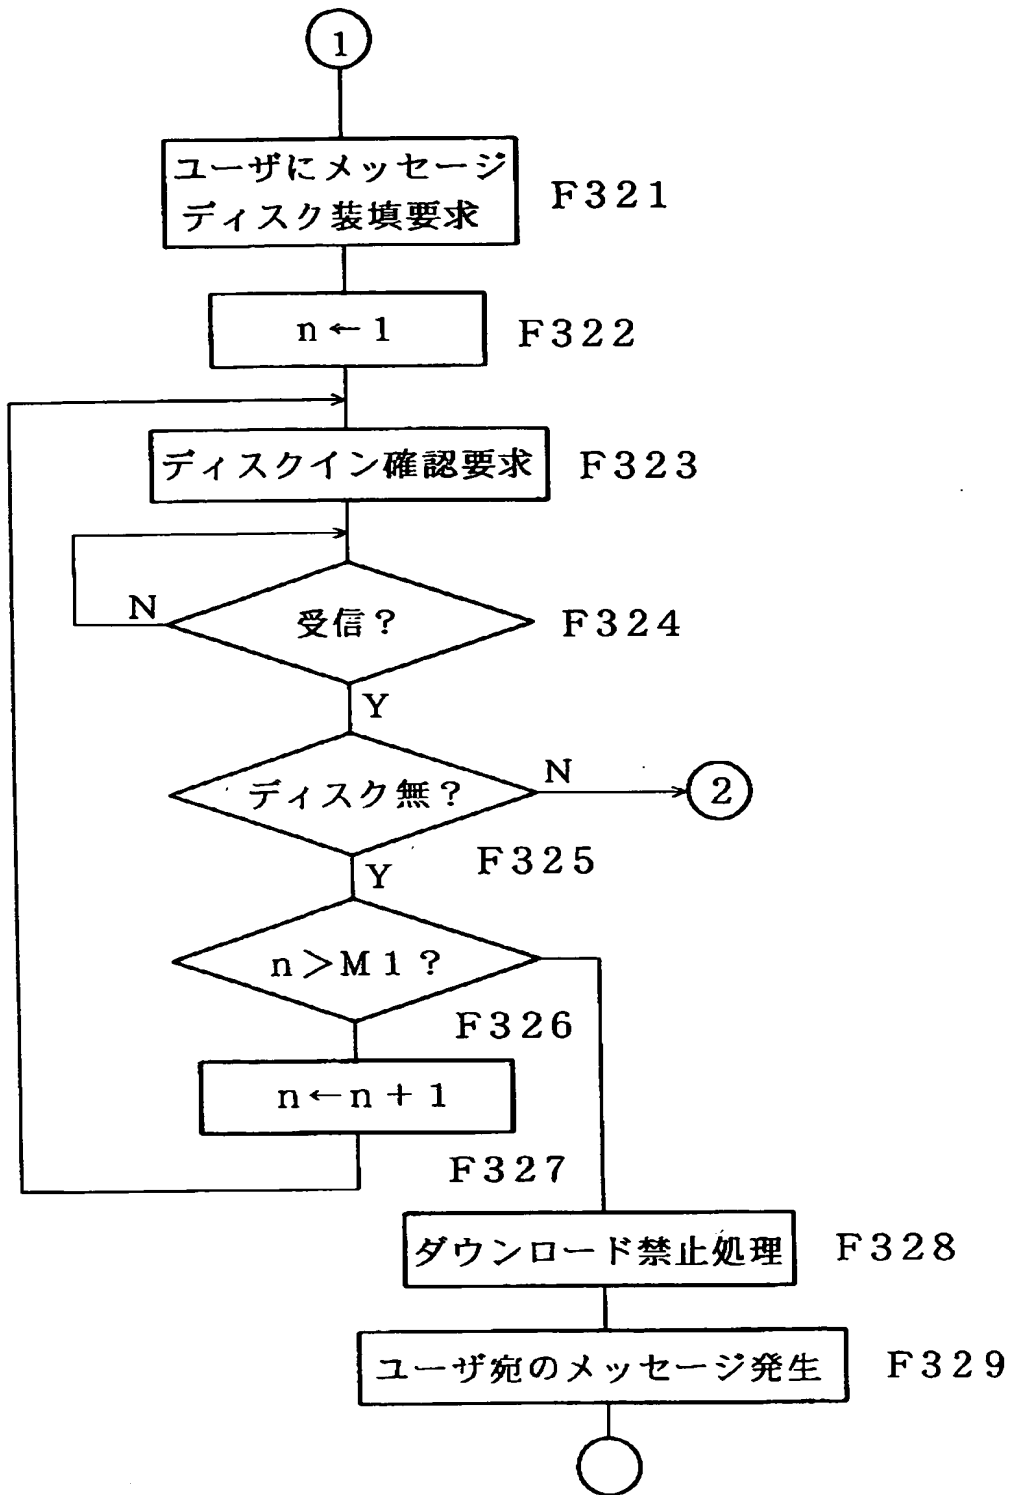 1
ユーザにメッセージ
ディスク装填要求
F321
n←1
F322
ディスクイン確認要求
F323
N
受信?
F324
Y
ディスク無?
N
2
F325
Y
n>M1?
F326
n←n+1
F327
ダウンロード禁止処理
F328
ユーザ宛のメッセージ発生
F329